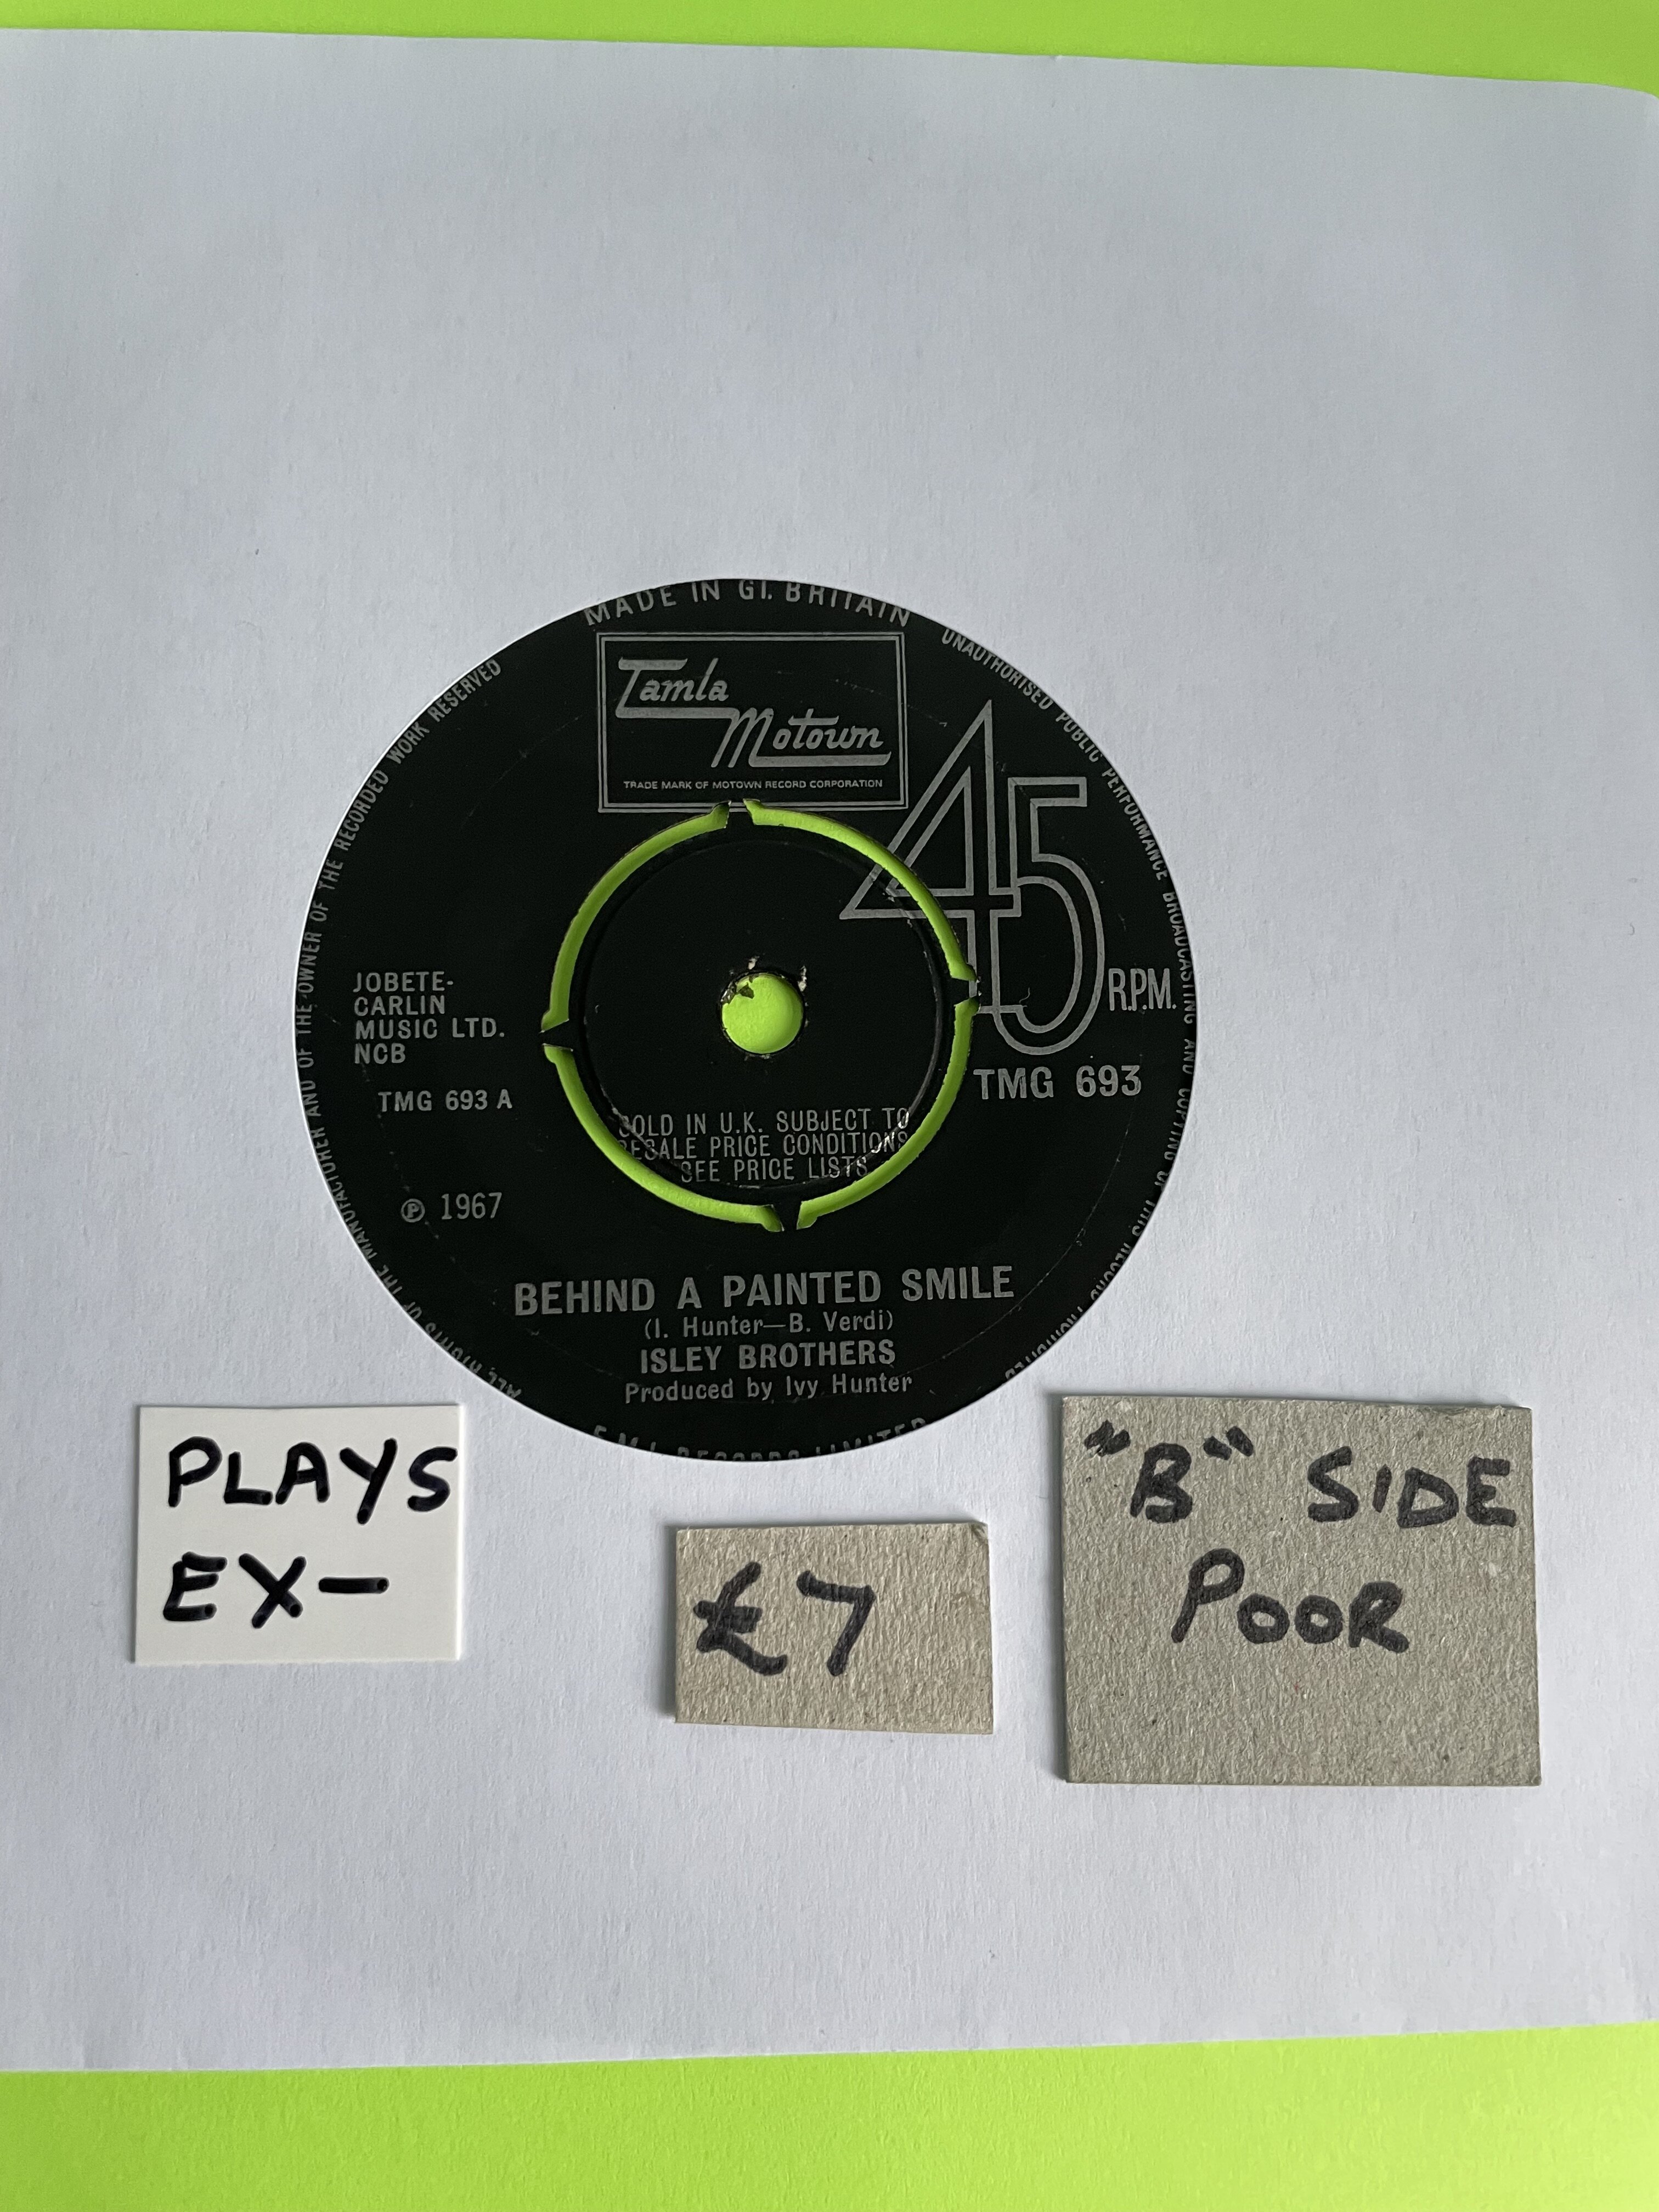 MADE IN GT. BRITAIN
ALL RIGHTS OF THE MANUFACTURER AND OF THE OWNER OF THE RECORDED WORK RESERVED
UNAUTHORISED PUBLIC PERFORMANCE BROADCASTING AND COPYING OF THIS RECORD PROHIBITED
Tamla
Motown
TRADE MARK OF MOTOWN RECORD CORPORATION
45
R.P.M.
JOBETE-
CARLIN
MUSIC LTD.
NCB
TMG 693 A
TMG 693
SOLD IN U.K. SUBJECT TO
RESALE PRICE CONDITIONS
SEE PRICE LISTS
℗ 1967
BEHIND A PAINTED SMILE
(I. Hunter—B. Verdi)
ISLEY BROTHERS
Produced by Ivy Hunter
E.M.I. RECORDS LIMITED
PLAYS
EX-
£7
"B" SIDE
POOR